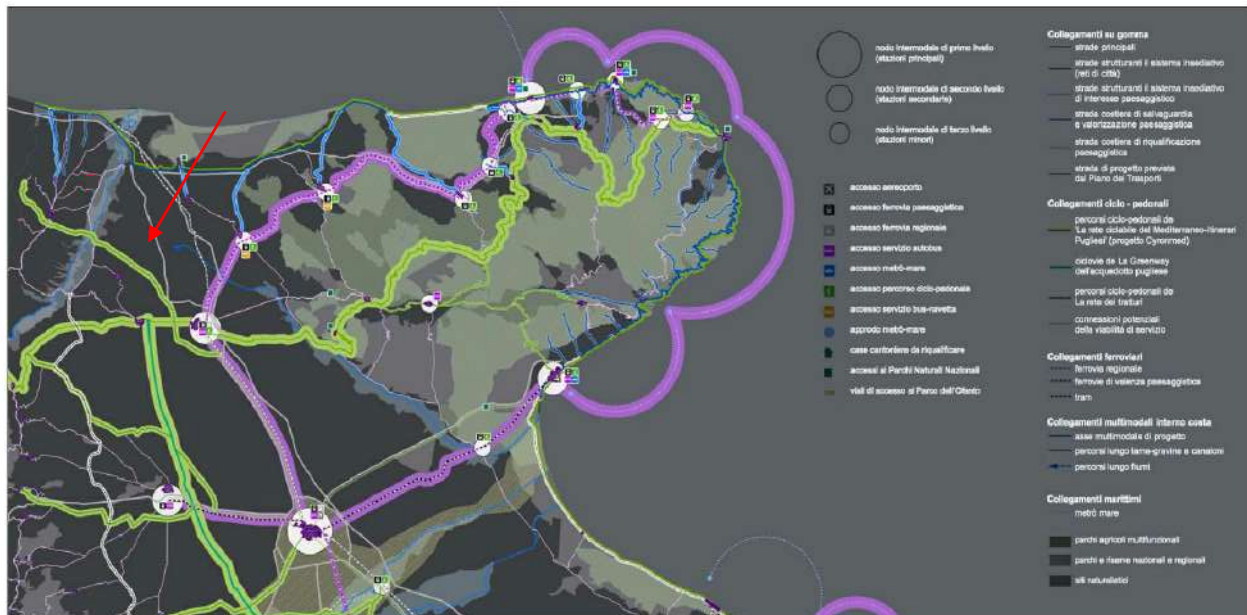 nodo intermodale di primo livello
(stazioni principali)
nodo intermodale di secondo livello
(stazioni secondarie)
nodo intermodale di terzo livello
(stazioni minori)
accesso aereoporto
accesso ferrovia paesaggistica
accesso ferrovia regionale
accesso servizio autobus
accesso metrò-mare
accesso percorso ciclo-pedonale
accesso servizio bus-navetta
approdo metrò-mare
case cantoniere da riqualificare
accessi ai Parchi Naturali Nazionali
viali di accesso al Parco dell'Ofanto
Collegamenti su gomma
strade principali
strade strutturanti il sistema insediativo
(reti di città)
strade strutturanti il sistema insediativo
di interesse paesaggistico
strada costiera di salvaguardia
e valorizzazione paesaggistica
strada costiera di riqualificazione
paesaggistica
strada di progetto prevista
dal Piano dei Trasporti
Collegamenti ciclo - pedonali
percorsi ciclo-pedonali de
'La rete ciclabile del Mediterraneo-Itinerari
Pugliesi' (progetto Cyronmed)
ciclovie de La Greenway
dell'acquedotto pugliese
percorsi ciclo-pedonali de
La rete dei tratturi
connessioni potenziali
della viabilità di servizio
Collegamenti ferroviari
ferrovia regionale
ferrovie di valenza paesaggistica
tram
Collegamenti multimodali interno costa
asse multimodale di progetto
percorsi lungo lame-gravine e canaloni
percorsi lungo fiumi
Collegamenti marittimi
metrò mare
parchi agricoli multifunzionali
parchi e riserve nazionali e regionali
siti naturalistici